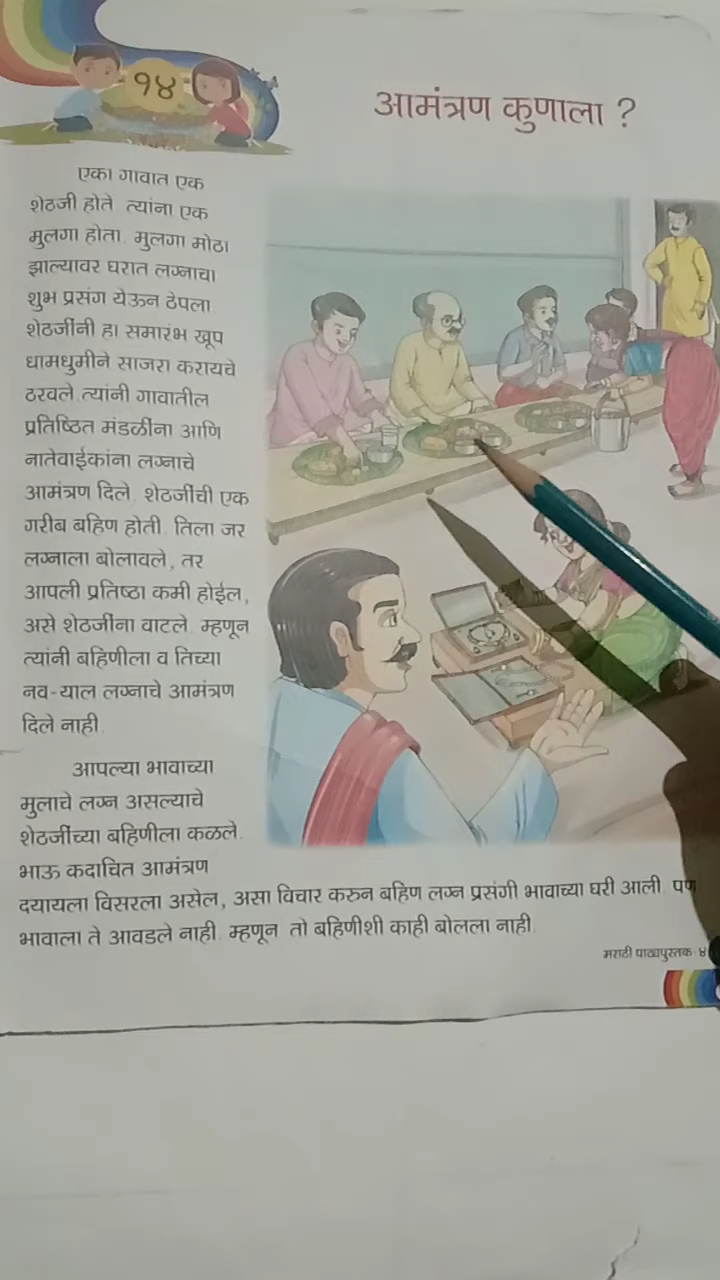 १४
आमंत्रण कुणाला ?
एका गावात एक
शेठजी होते. त्यांना एक
मुलगा होता. मुलगा मोठा
झाल्यावर घरात लग्नाचा
शुभ प्रसंग येऊन ठेपला.
शेठजींनी हा समारंभ खूप
धामधुमीने साजरा करायचे
ठरवले. त्यांनी गावातील
प्रतिष्ठित मंडळींना आणि
नातेवाईकांना लग्नाचे
आमंत्रण दिले. शेठजींची एक
गरीब बहिण होती. तिला जर
लग्नाला बोलावले, तर
आपली प्रतिष्ठा कमी होईल,
असे शेठजींना वाटले. म्हणून
त्यांनी बहिणीला व तिच्या
नव-याल लग्नाचे आमंत्रण
दिले नाही.
आपल्या भावाच्या
मुलाचे लग्न असल्याचे
शेठजींच्या बहिणीला कळले.
भाऊ कदाचित आमंत्रण
दयायला विसरला असेल, असा विचार करुन बहिण लग्न प्रसंगी भावाच्या घरी आली. पण
भावाला ते आवडले नाही. म्हणून तो बहिणीशी काही बोलला नाही.
मराठी पाठ्यपुस्तक ४